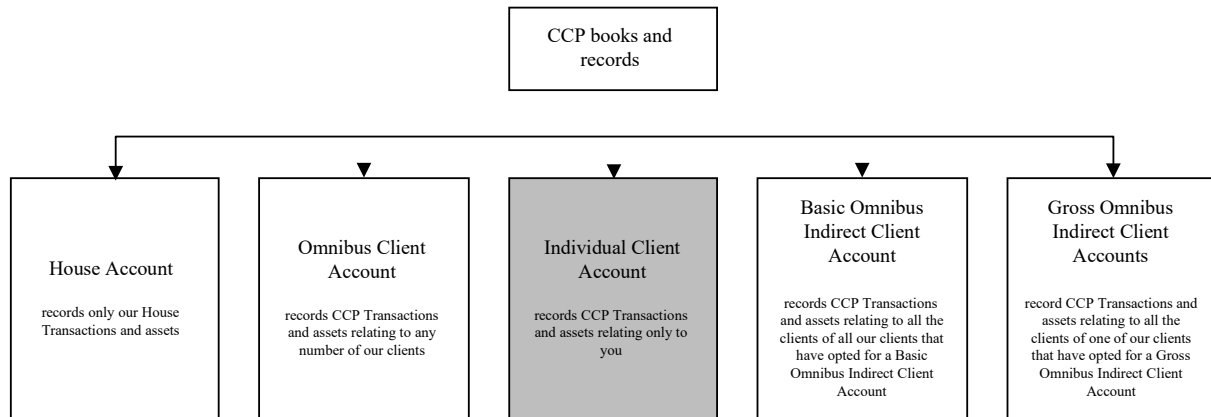 CCP books and
records
House Account
records only our House
Transactions and assets
Omnibus Client
Account
records CCP Transactions
and assets relating to any
number of our clients
Individual Client
Account
records CCP Transactions
and assets relating only to
you
Basic Omnibus
Indirect Client
Account
records CCP Transactions
and assets relating to all the
clients of all our clients that
have opted for a Basic
Omnibus Indirect Client
Account
Gross Omnibus
Indirect Client
Accounts
record CCP Transactions and
assets relating to all the
clients of one of our clients
that have opted for a Gross
Omnibus Indirect Client
Account